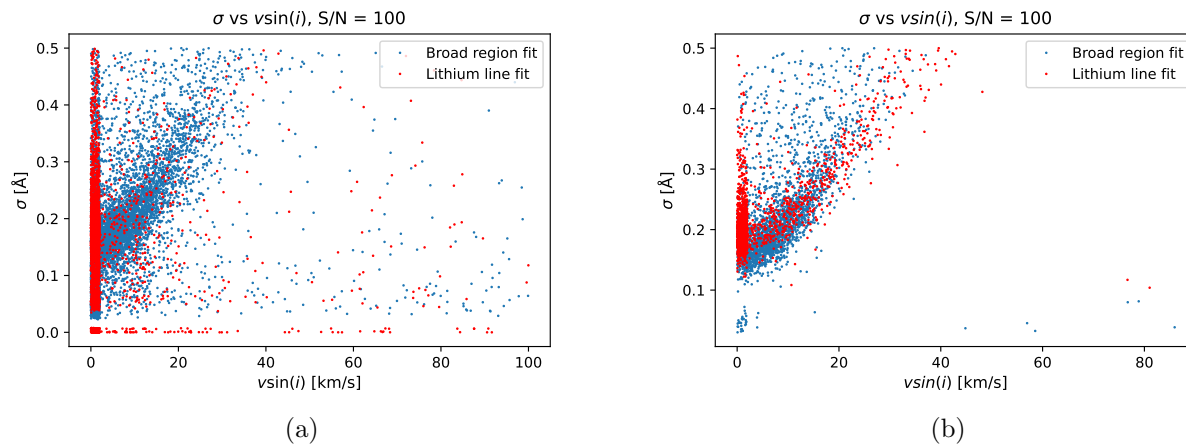 σ vs vsin(i), S/N = 100
0.5
0.4
0.3
0.2
0.1
0.0
σ [Å]
Broad region fit
Lithium line fit
0 20 40 60 80 100
vsin(i) [km/s]
(a)
σ vs vsin(i), S/N = 100
0.5
0.4
0.3
0.2
0.1
σ [Å]
Broad region fit
Lithium line fit
0 20 40 60 80
vsin(i) [km/s]
(b)